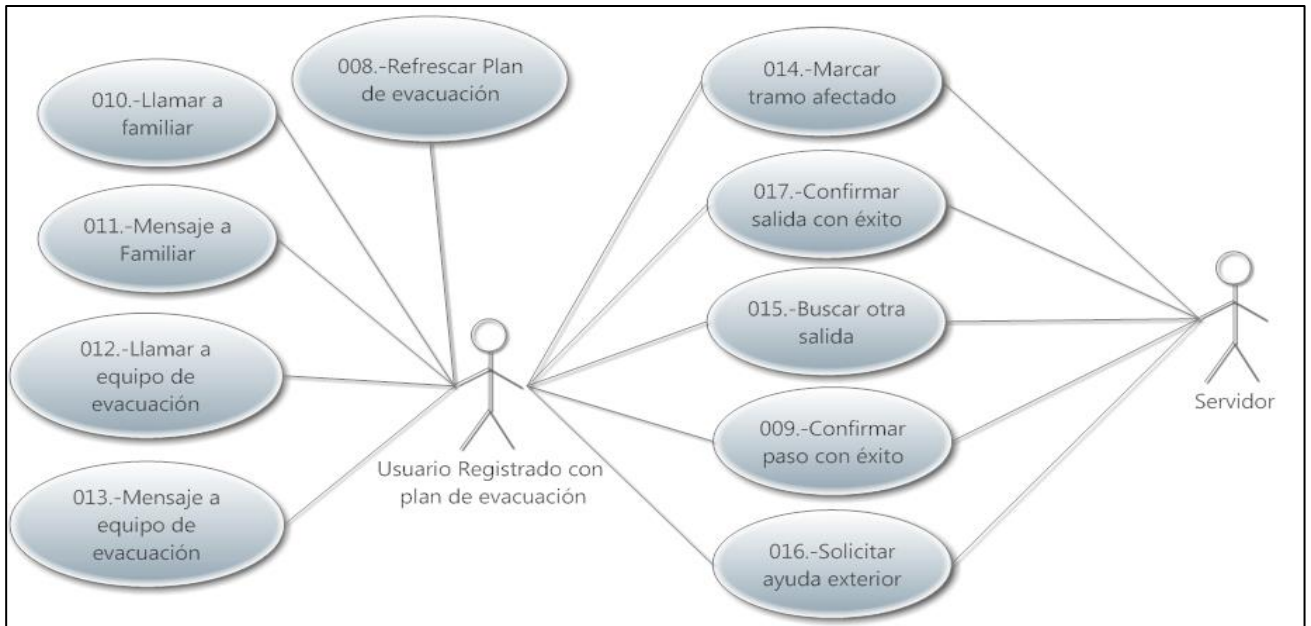 008.-Refrescar Plan
de evacuación
010.-Llamar a
familiar
011.-Mensaje a
Familiar
012.-Llamar a
equipo de
evacuación
013.-Mensaje a
equipo de
evacuación
Usuario Registrado con
plan de evacuación
014.-Marcar
tramo afectado
017.-Confirmar
salida con éxito
015.-Buscar otra
salida
009.-Confirmar
paso con éxito
016.-Solicitar
ayuda exterior
Servidor